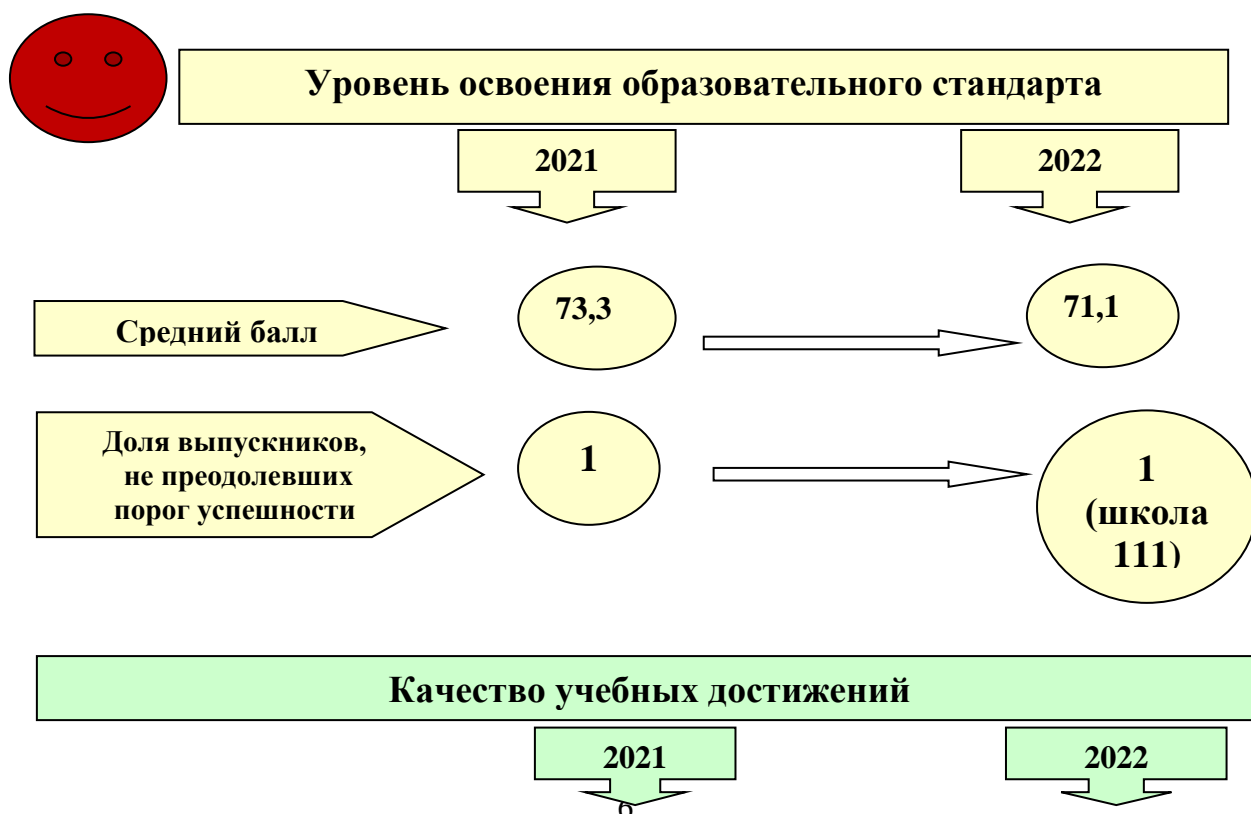 Уровень освоения образовательного стандарта
2021
2022
Средний балл
73,3
71,1
Доля выпускников,
не преодолевших
порог успешности
1
1
(школа
111)
Качество учебных достижений
2021
2022
6